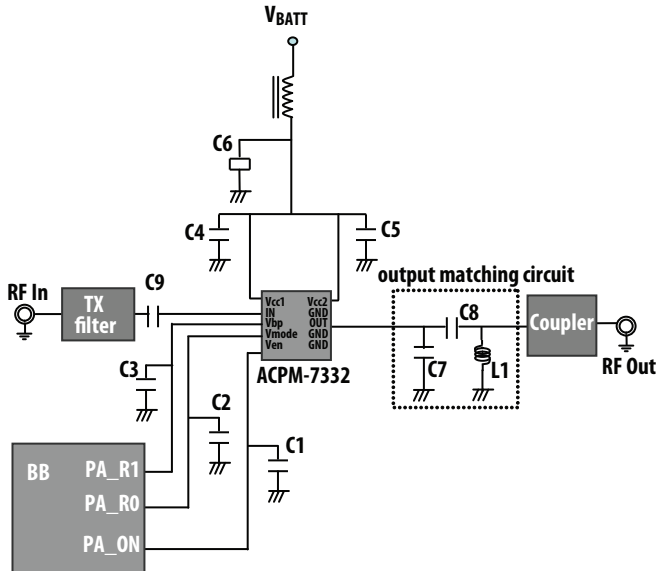 VBATT
C6
C4
C5
C9
output matching circuit
RF In
TX
filter
Vcc1
Vcc2
IN
GND
Vbp
OUT
Vmode
GND
Ven
GND
C8
Coupler
C7
L1
RF Out
ACPM-7332
C3
C2
C1
BB
PA_R1
PA_R0
PA_ON